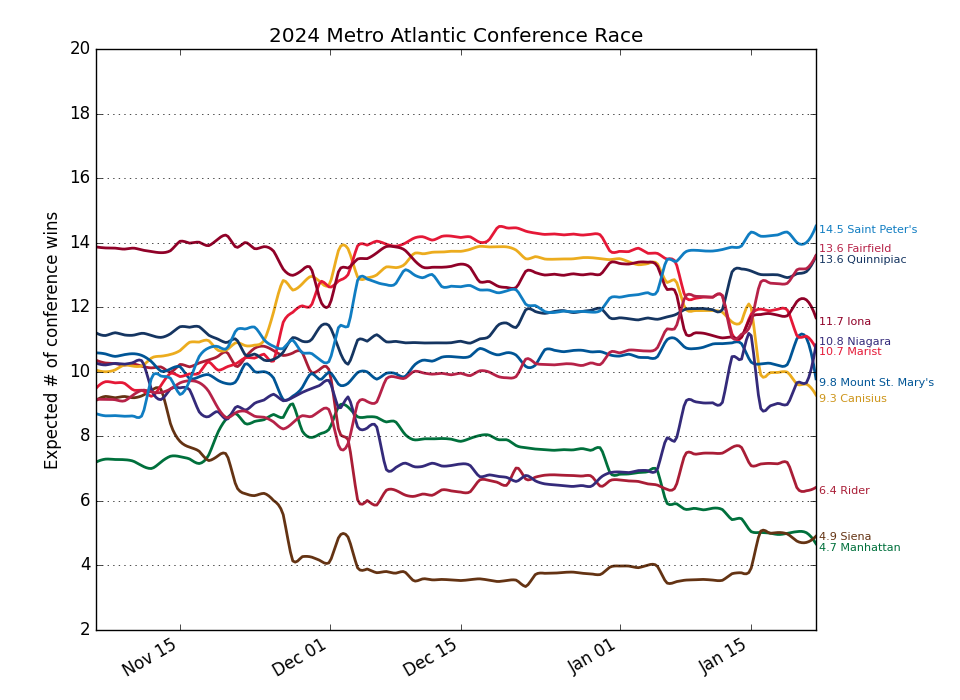 2024 Metro Atlantic Conference Race
Expected # of conference wins
20
18
16
14
12
10
8
6
4
2
Nov 15
Dec 01
Dec 15
Jan 01
Jan 15
14.5 Saint Peter's
13.6 Fairfield
13.6 Quinnipiac
11.7 Iona
10.8 Niagara
10.7 Marist
9.8 Mount St. Mary's
9.3 Canisius
6.4 Rider
4.9 Siena
4.7 Manhattan